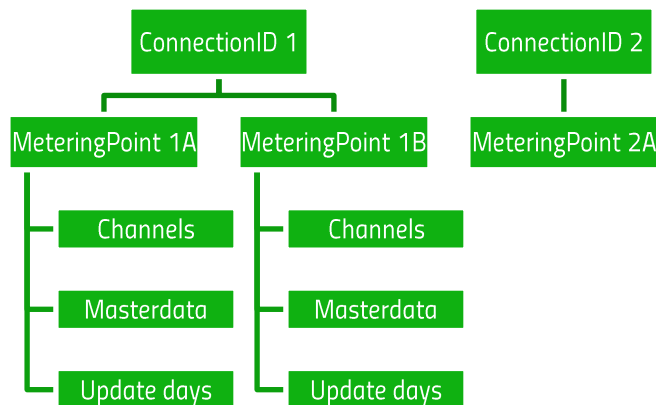 ConnectionID 1
ConnectionID 2
MeteringPoint 1A
MeteringPoint 1B
MeteringPoint 2A
Channels
Channels
Masterdata
Masterdata
Update days
Update days